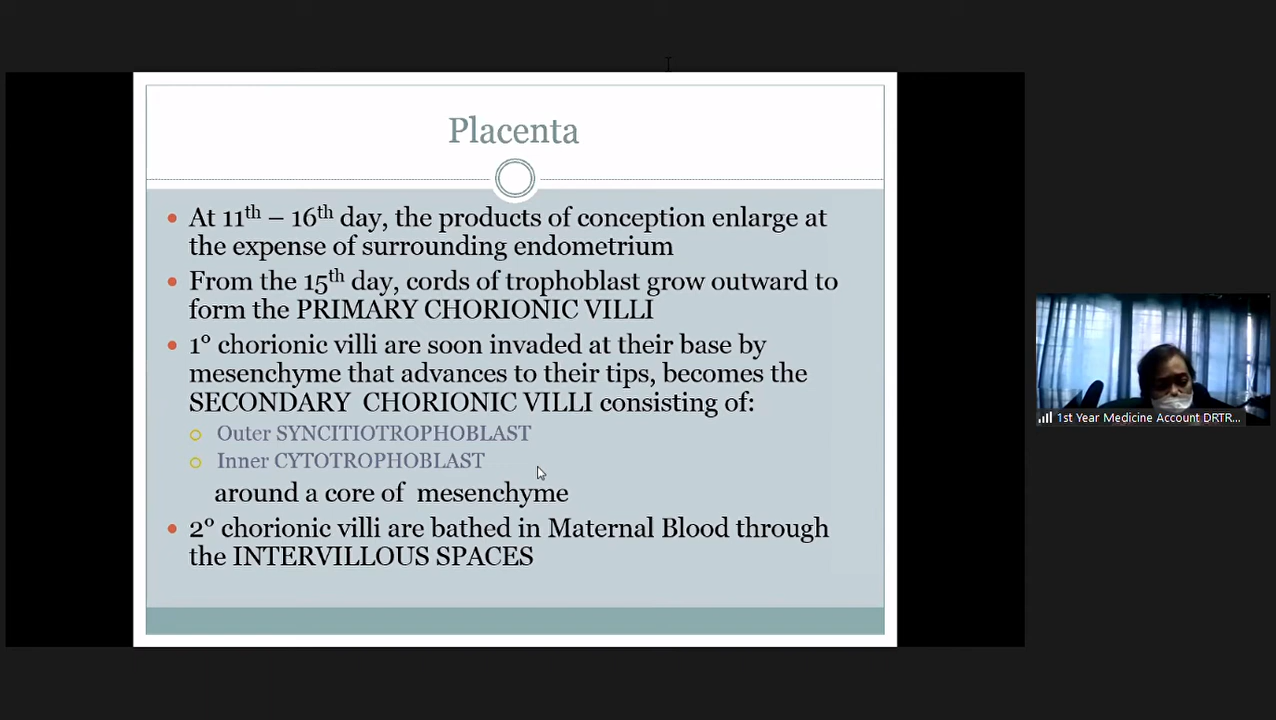 Placenta
At 11th – 16th day, the products of conception enlarge at
the expense of surrounding endometrium
From the 15th day, cords of trophoblast grow outward to
form the PRIMARY CHORIONIC VILLI
1° chorionic villi are soon invaded at their base by
mesenchyme that advances to their tips, becomes the
SECONDARY CHORIONIC VILLI consisting of:
Outer SYNCITIOTROPHOBLAST
Inner CYTOTROPHOBLAST
around a core of mesenchyme
2° chorionic villi are bathed in Maternal Blood through
the INTERVILLOUS SPACES
1st Year Medicine Account DRTR...